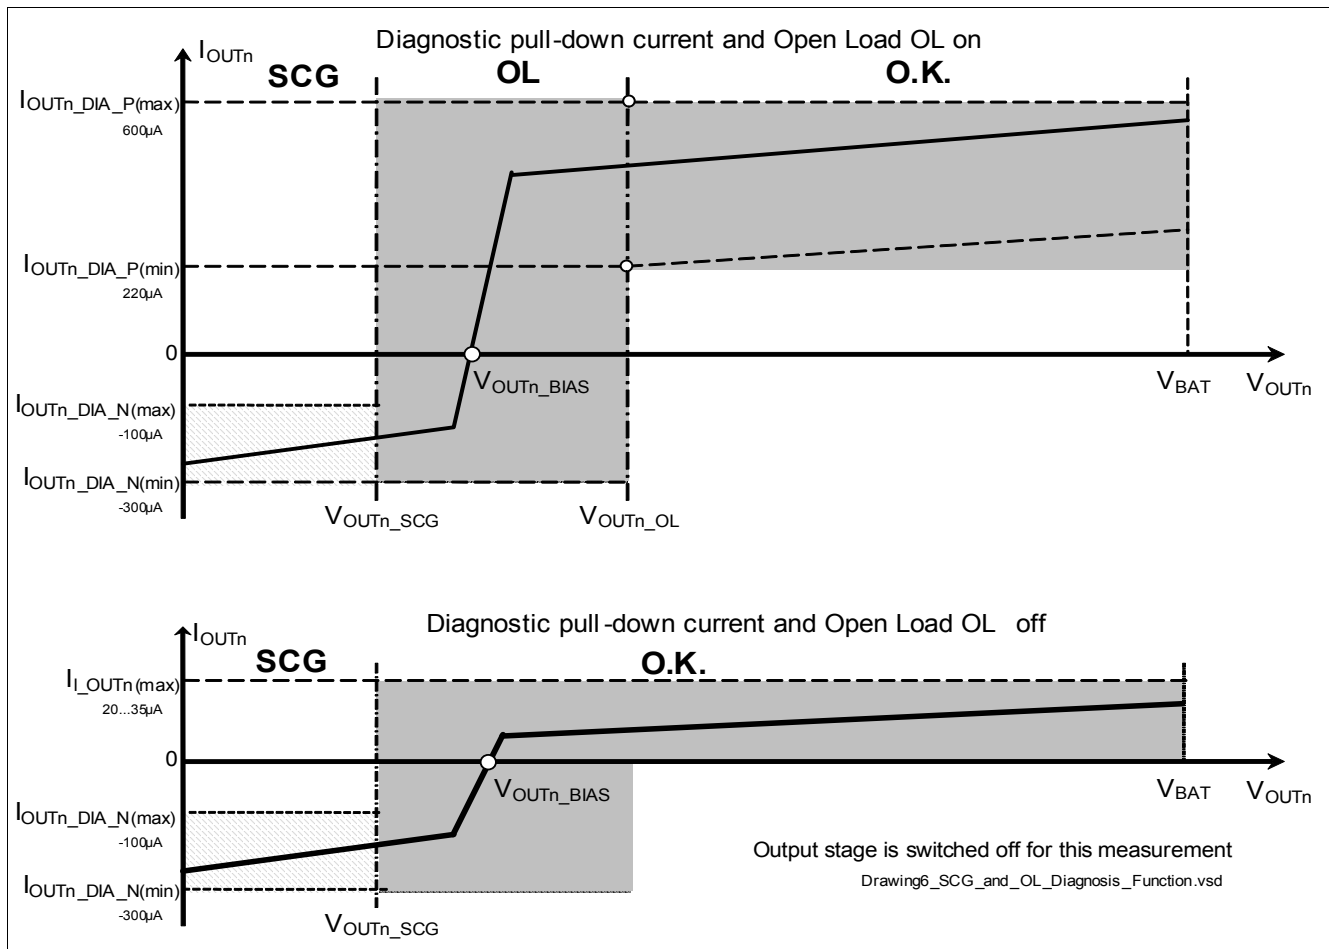 Diagnostic pull-down current and Open Load OL on
IOUTn
SCG
OL
O.K.
IOUTn_DIA_P(max)
600µA
IOUTn_DIA_P(min)
220µA
0
VOUTn_BIAS
VBAT
VOUTn
IOUTn_DIA_N(max)
-100µA
IOUTn_DIA_N(min)
-300µA
VOUTn_SCG
VOUTn_OL
Diagnostic pull-down current and Open Load OL off
IOUTn
SCG
O.K.
II_OUTn(max)
20...35µA
0
VOUTn_BIAS
VBAT
VOUTn
IOUTn_DIA_N(max)
-100µA
Output stage is switched off for this measurement
Drawing6_SCG_and_OL_Diagnosis_Function.vsd
IOUTn_DIA_N(min)
-300µA
VOUTn_SCG